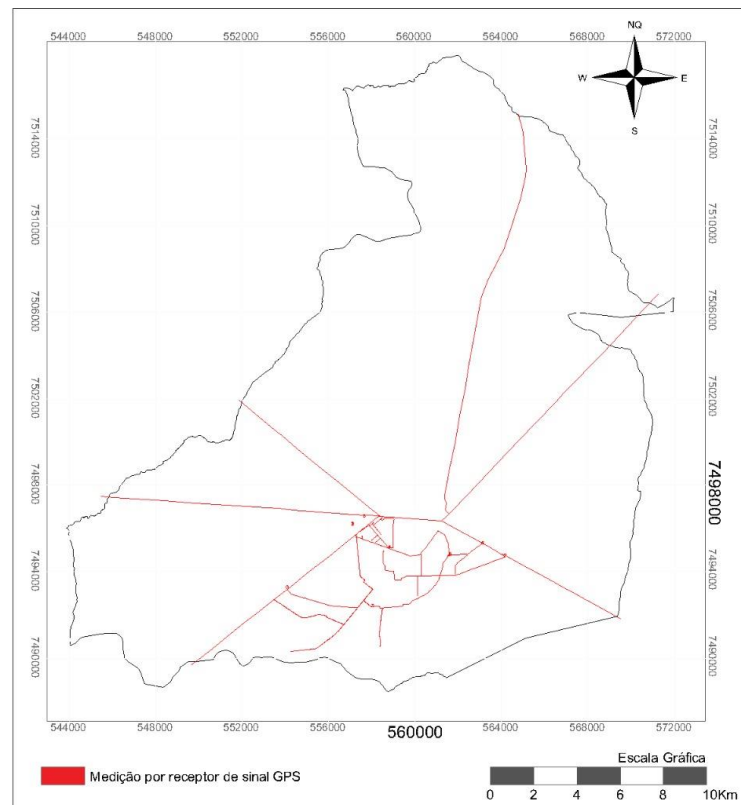 NQ
W E
S
544000 548000 552000 556000 560000 564000 568000 572000
7514000 7514000
7510000 7510000
7506000 7506000
7502000 7502000
7498000 7498000
7494000 7494000
7490000 7490000
544000 548000 552000 556000 560000 564000 568000 572000
Escala Gráfica
Medição por receptor de sinal GPS
0 2 4 6 8 10Km